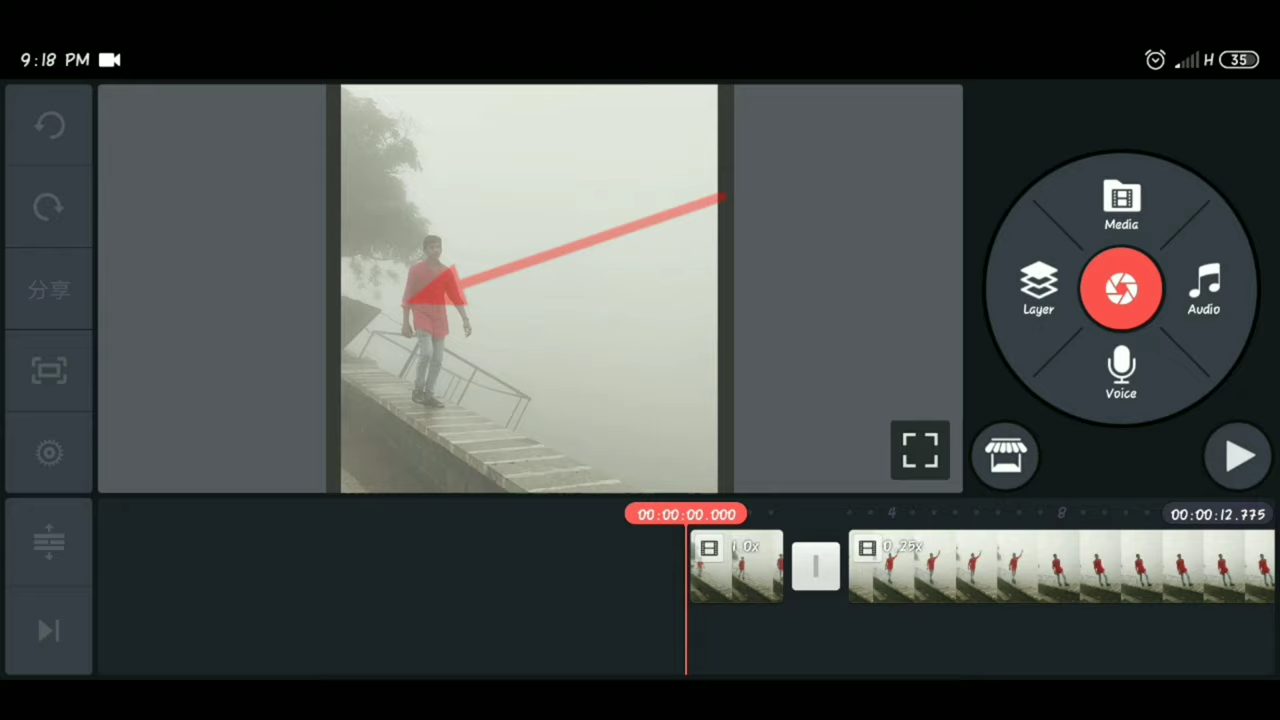 9:18 PM
H 35
分享
Media
Layer
Audio
Voice
00:00:00.000
4
8
00:00:12.775
1.0x
0.25x